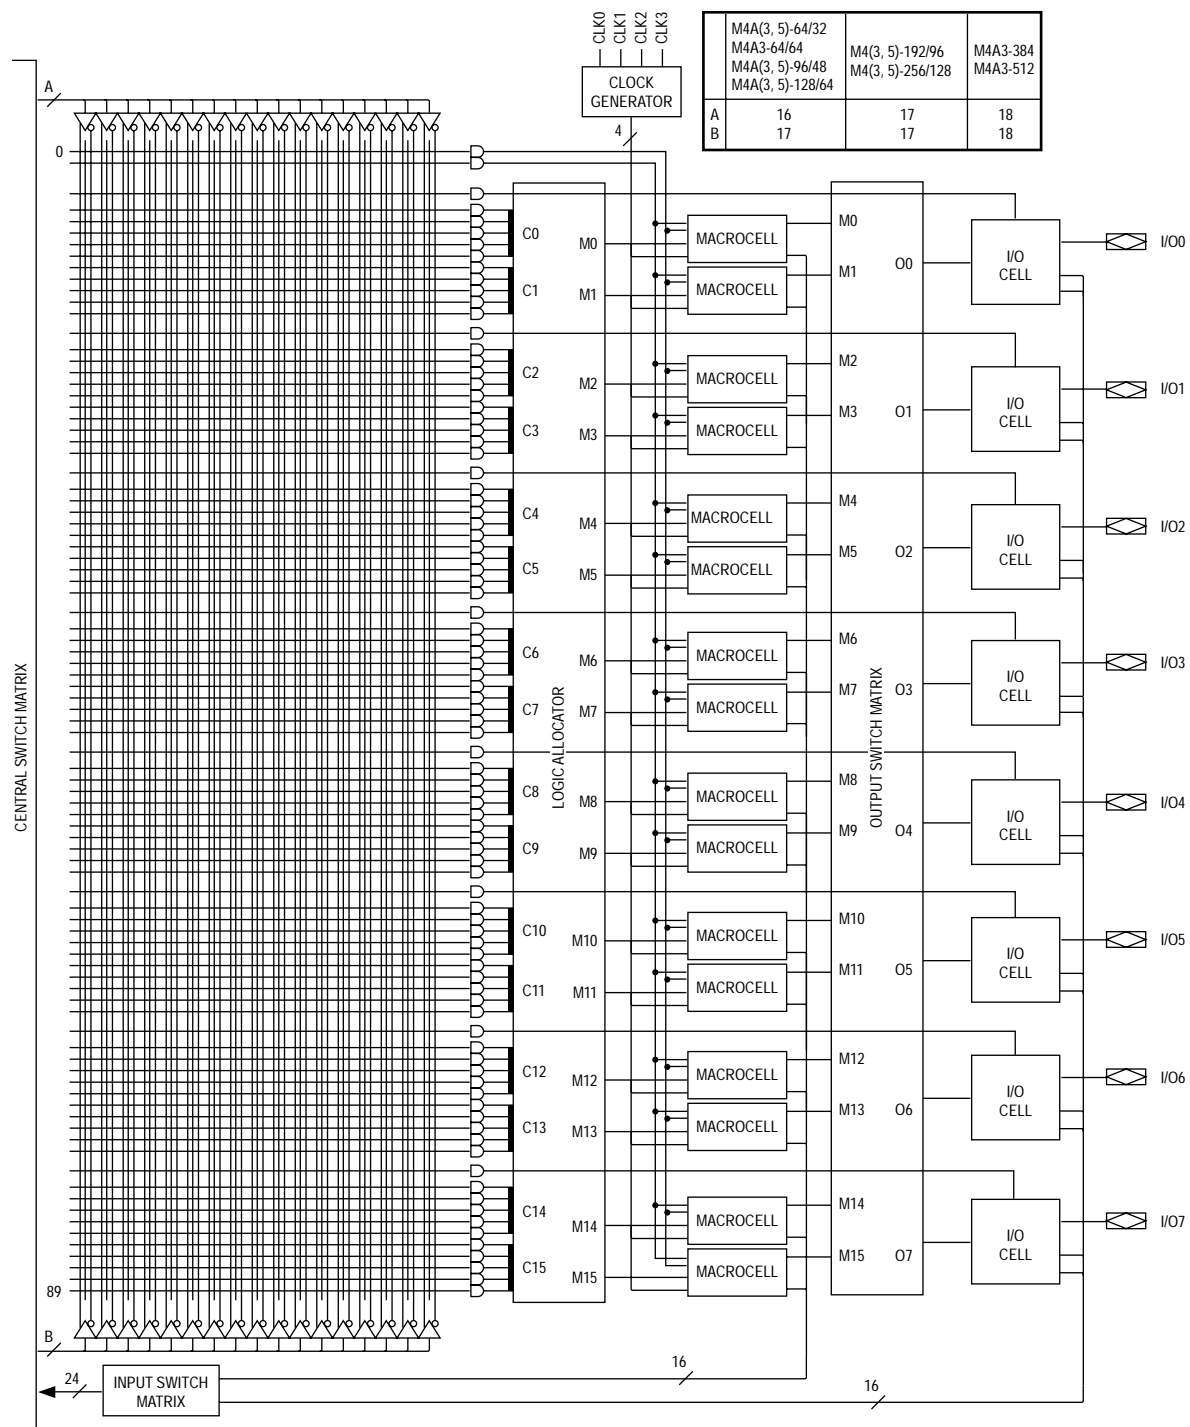 CLK0
CLK1
CLK2
CLK3
CLOCK
GENERATOR
4
M4A(3, 5)-64/32
M4A3-64/64
M4A(3, 5)-96/48
M4A(3, 5)-128/64
M4(3, 5)-192/96
M4(3, 5)-256/128
M4A3-384
M4A3-512
A 16 17 18
B 17 17 18
A
0
CENTRAL SWITCH MATRIX
LOGIC ALLOCATOR
OUTPUT SWITCH MATRIX
C0 M0 MACROCELL M0
O0 I/O CELL I/O0
C1 M1 MACROCELL M1
C2 M2 MACROCELL M2
O1 I/O CELL I/O1
C3 M3 MACROCELL M3
C4 M4 MACROCELL M4
O2 I/O CELL I/O2
C5 M5 MACROCELL M5
C6 M6 MACROCELL M6
O3 I/O CELL I/O3
C7 M7 MACROCELL M7
C8 M8 MACROCELL M8
O4 I/O CELL I/O4
C9 M9 MACROCELL M9
C10 M10 MACROCELL M10
O5 I/O CELL I/O5
C11 M11 MACROCELL M11
C12 M12 MACROCELL M12
O6 I/O CELL I/O6
C13 M13 MACROCELL M13
C14 M14 MACROCELL M14
O7 I/O CELL I/O7
C15 M15 MACROCELL M15
89
B
24
INPUT SWITCH
MATRIX
16
16